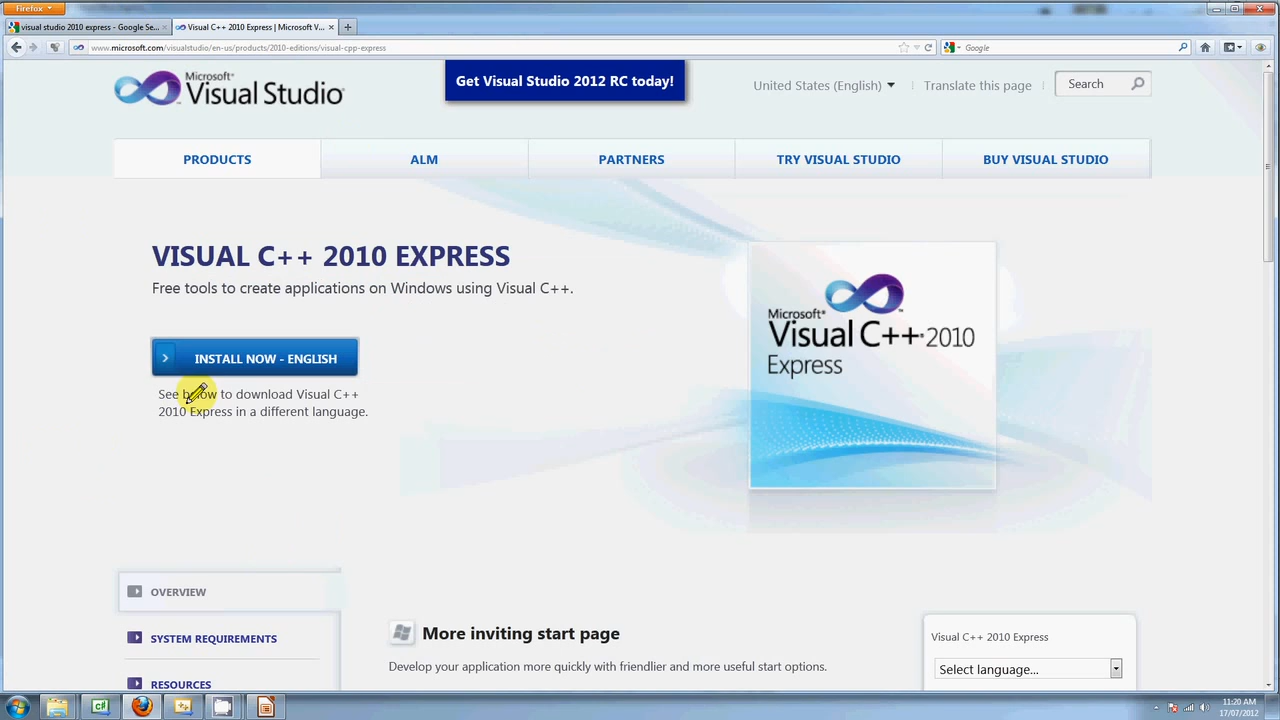 Firefox
visual studio 2010 express - Google Se...
Visual C++ 2010 Express | Microsoft V...
www.microsoft.com/visualstudio/en-us/products/2010-editions/visual-cpp-express
Google
Microsoft®
Visual Studio
Get Visual Studio 2012 RC today!
United States (English)
Translate this page
Search
PRODUCTS
ALM
PARTNERS
TRY VISUAL STUDIO
BUY VISUAL STUDIO
VISUAL C++ 2010 EXPRESS
Free tools to create applications on Windows using Visual C++.
INSTALL NOW - ENGLISH
See below to download Visual C++
2010 Express in a different language.
Microsoft®
Visual C++® 2010
Express
OVERVIEW
SYSTEM REQUIREMENTS
RESOURCES
More inviting start page
Develop your application more quickly with friendlier and more useful start options.
Visual C++ 2010 Express
Select language...
11:20 AM
17/07/2012